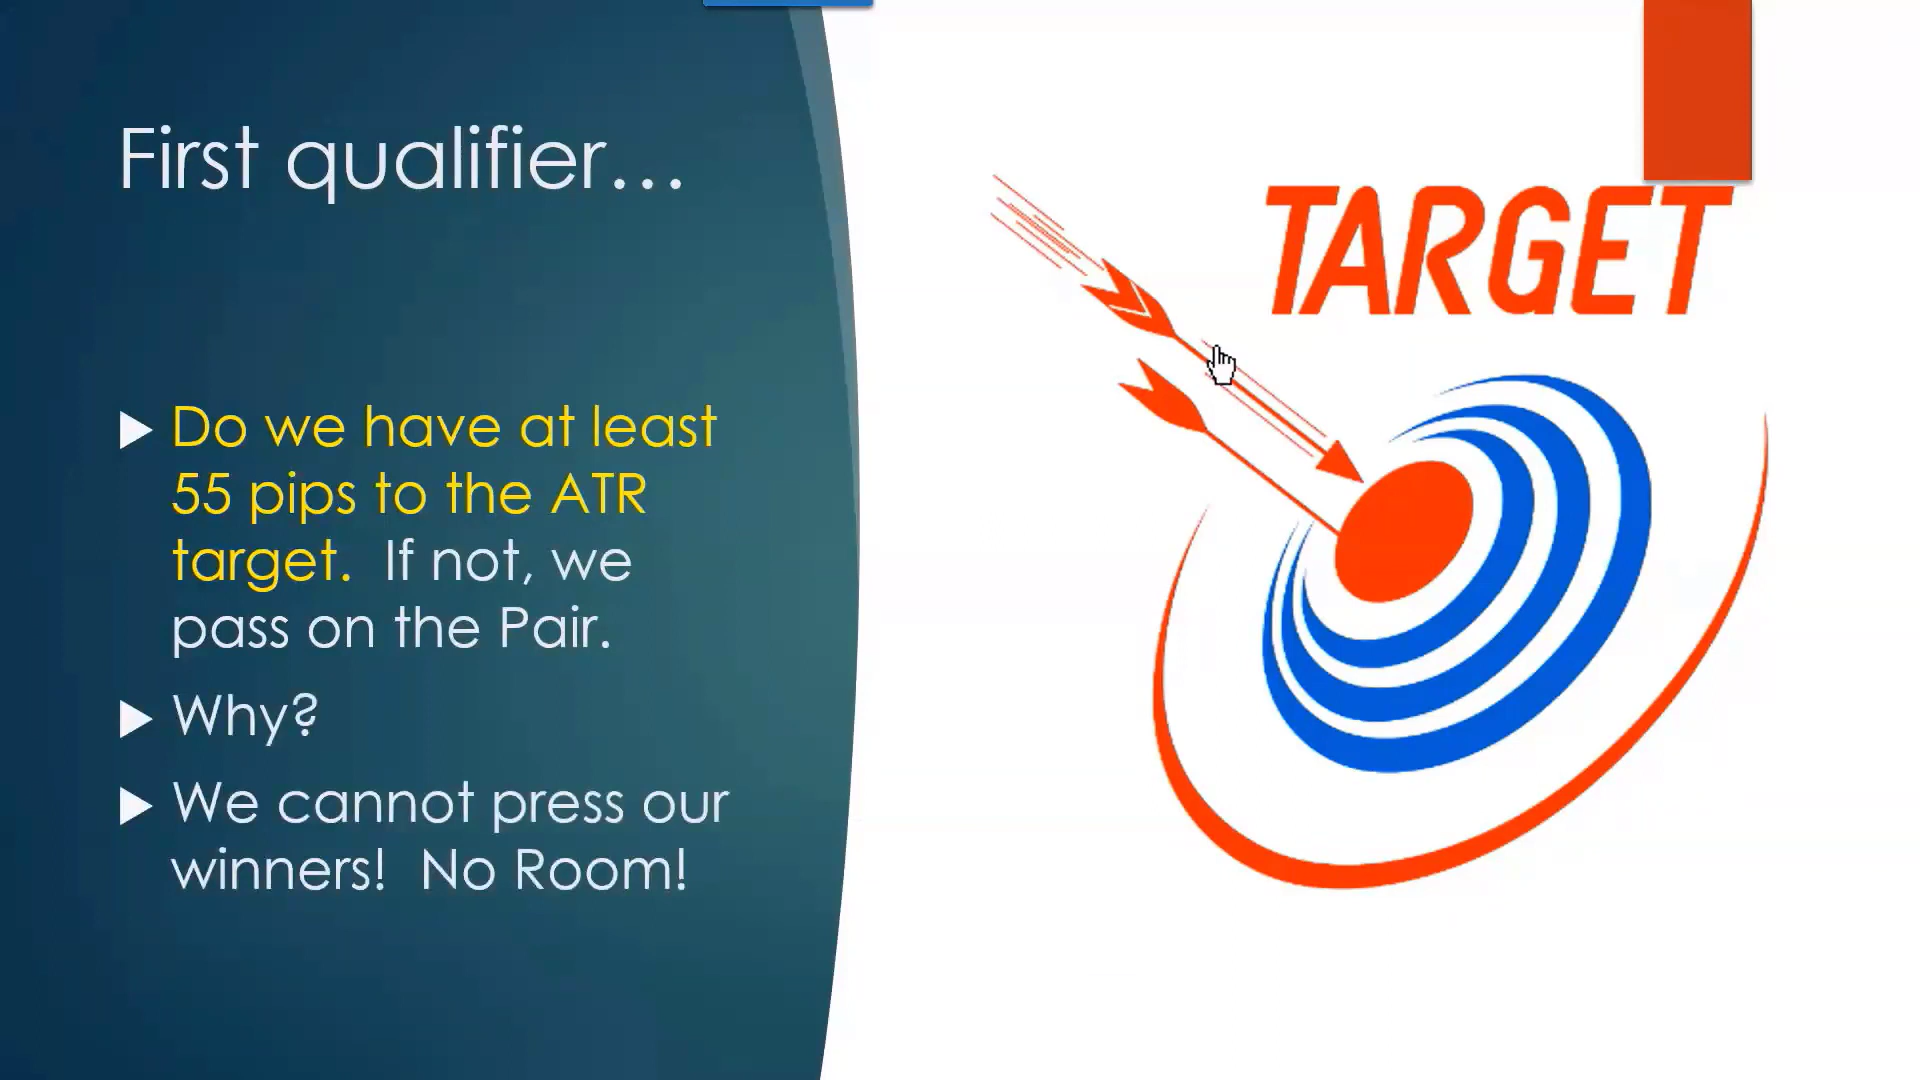 First qualifier...
Do we have at least
55 pips to the ATR
target.  If not, we
pass on the Pair.
Why?
We cannot press our
winners!  No Room!
TARGET